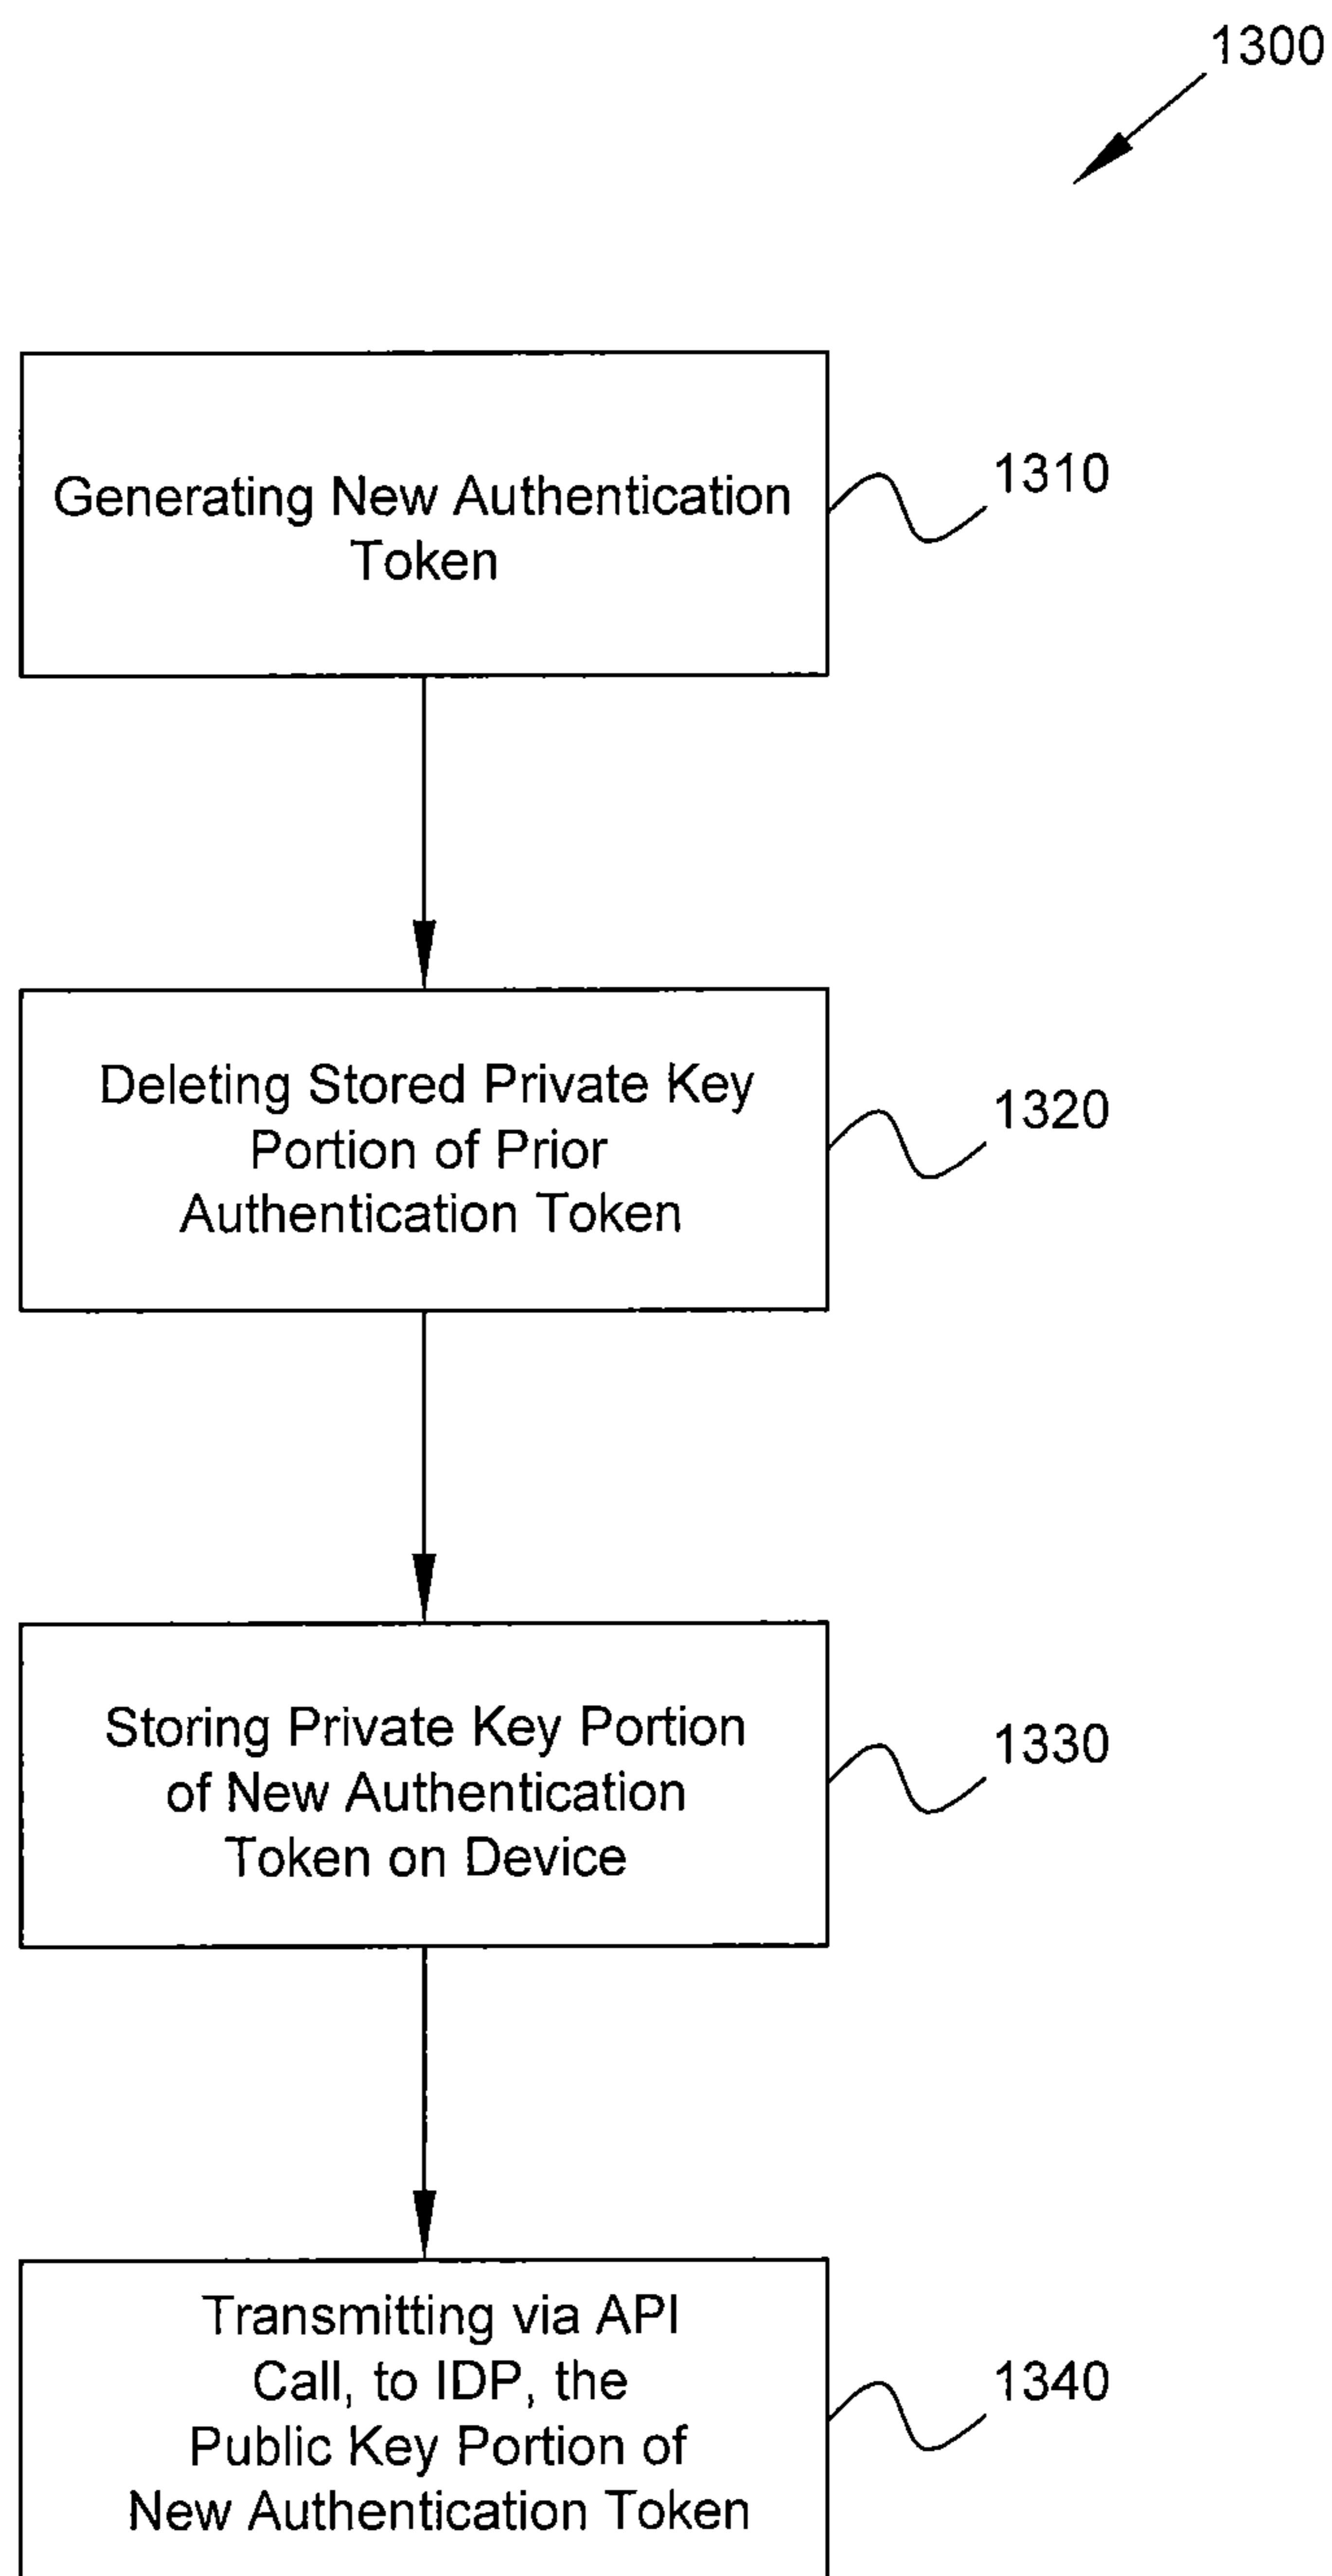 1300
Generating New Authentication
Token
1310
Deleting Stored Private Key
Portion of Prior
Authentication Token
1320
Storing Private Key Portion
of New Authentication
Token on Device
1330
Transmitting via API
Call, to IDP, the
Public Key Portion of
New Authentication Token
1340